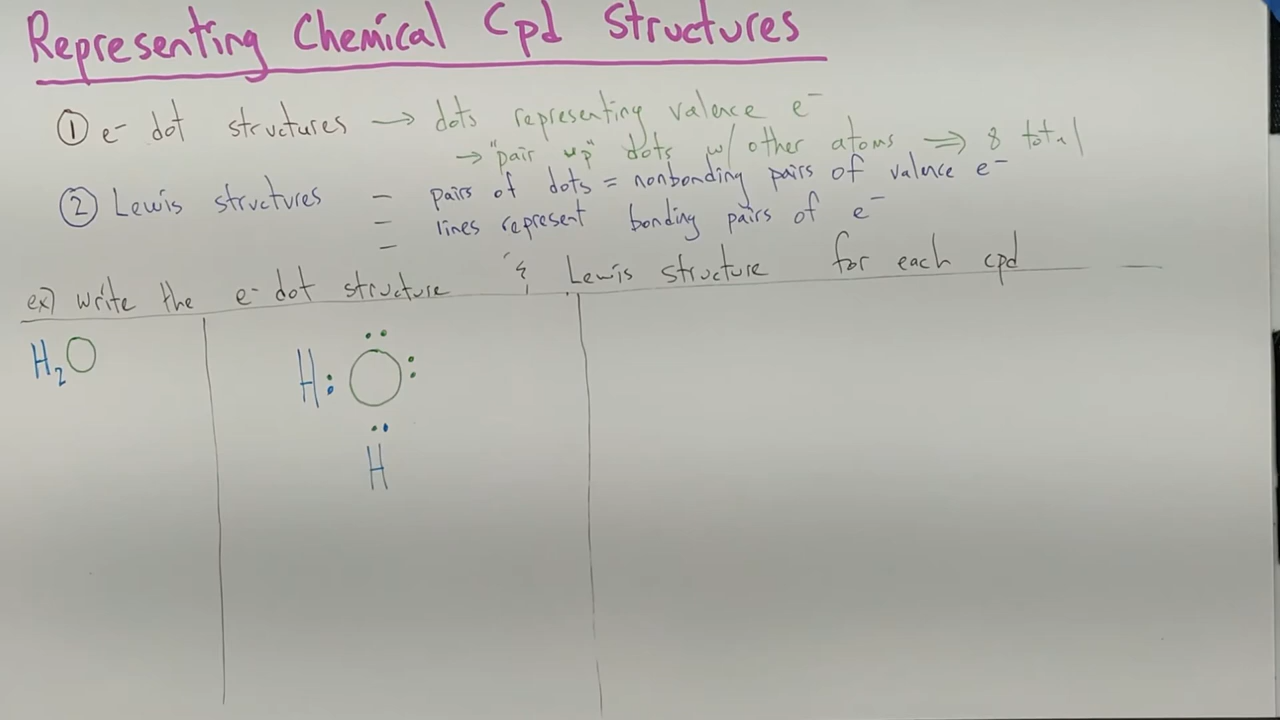 Representing Chemical Cpd Structures
① e⁻ dot structures → dots representing valence e⁻
→ "pair up" dots w/ other atoms ⇒ 8 total
② Lewis structures - pairs of dots = nonbonding pairs of valence e⁻
- lines represent bonding pairs of e⁻
-
ex) write the e⁻ dot structure & Lewis structure for each cpd
H₂O
H:O:
H